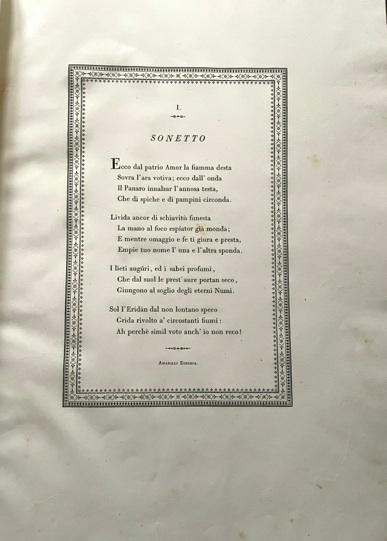 I.
SONETTO
Ecco dal patrio Amor la fiamma desta
Sovra l'ara votiva; ecco dall' onda
Il Panaro innalzar l'annosa testa,
Che di spiche e di pampini circonda.
Livida ancor di schiavitù funesta
La mano al foco espiator già monda;
E mentre omaggio e fe ti giura e presta,
Empie tuo nome l' una e l'altra sponda.
I lieti augúri, ed i sabei profumi,
Che dal suol le prest' aure portan seco,
Giungono al soglio degli eterni Numi.
Sol l'Eridàn dal non lontano speco
Grida rivolto a' circostanti fiumi:
Ah perchè simil voto anch' io non reco!
Amarilli Etrusca.